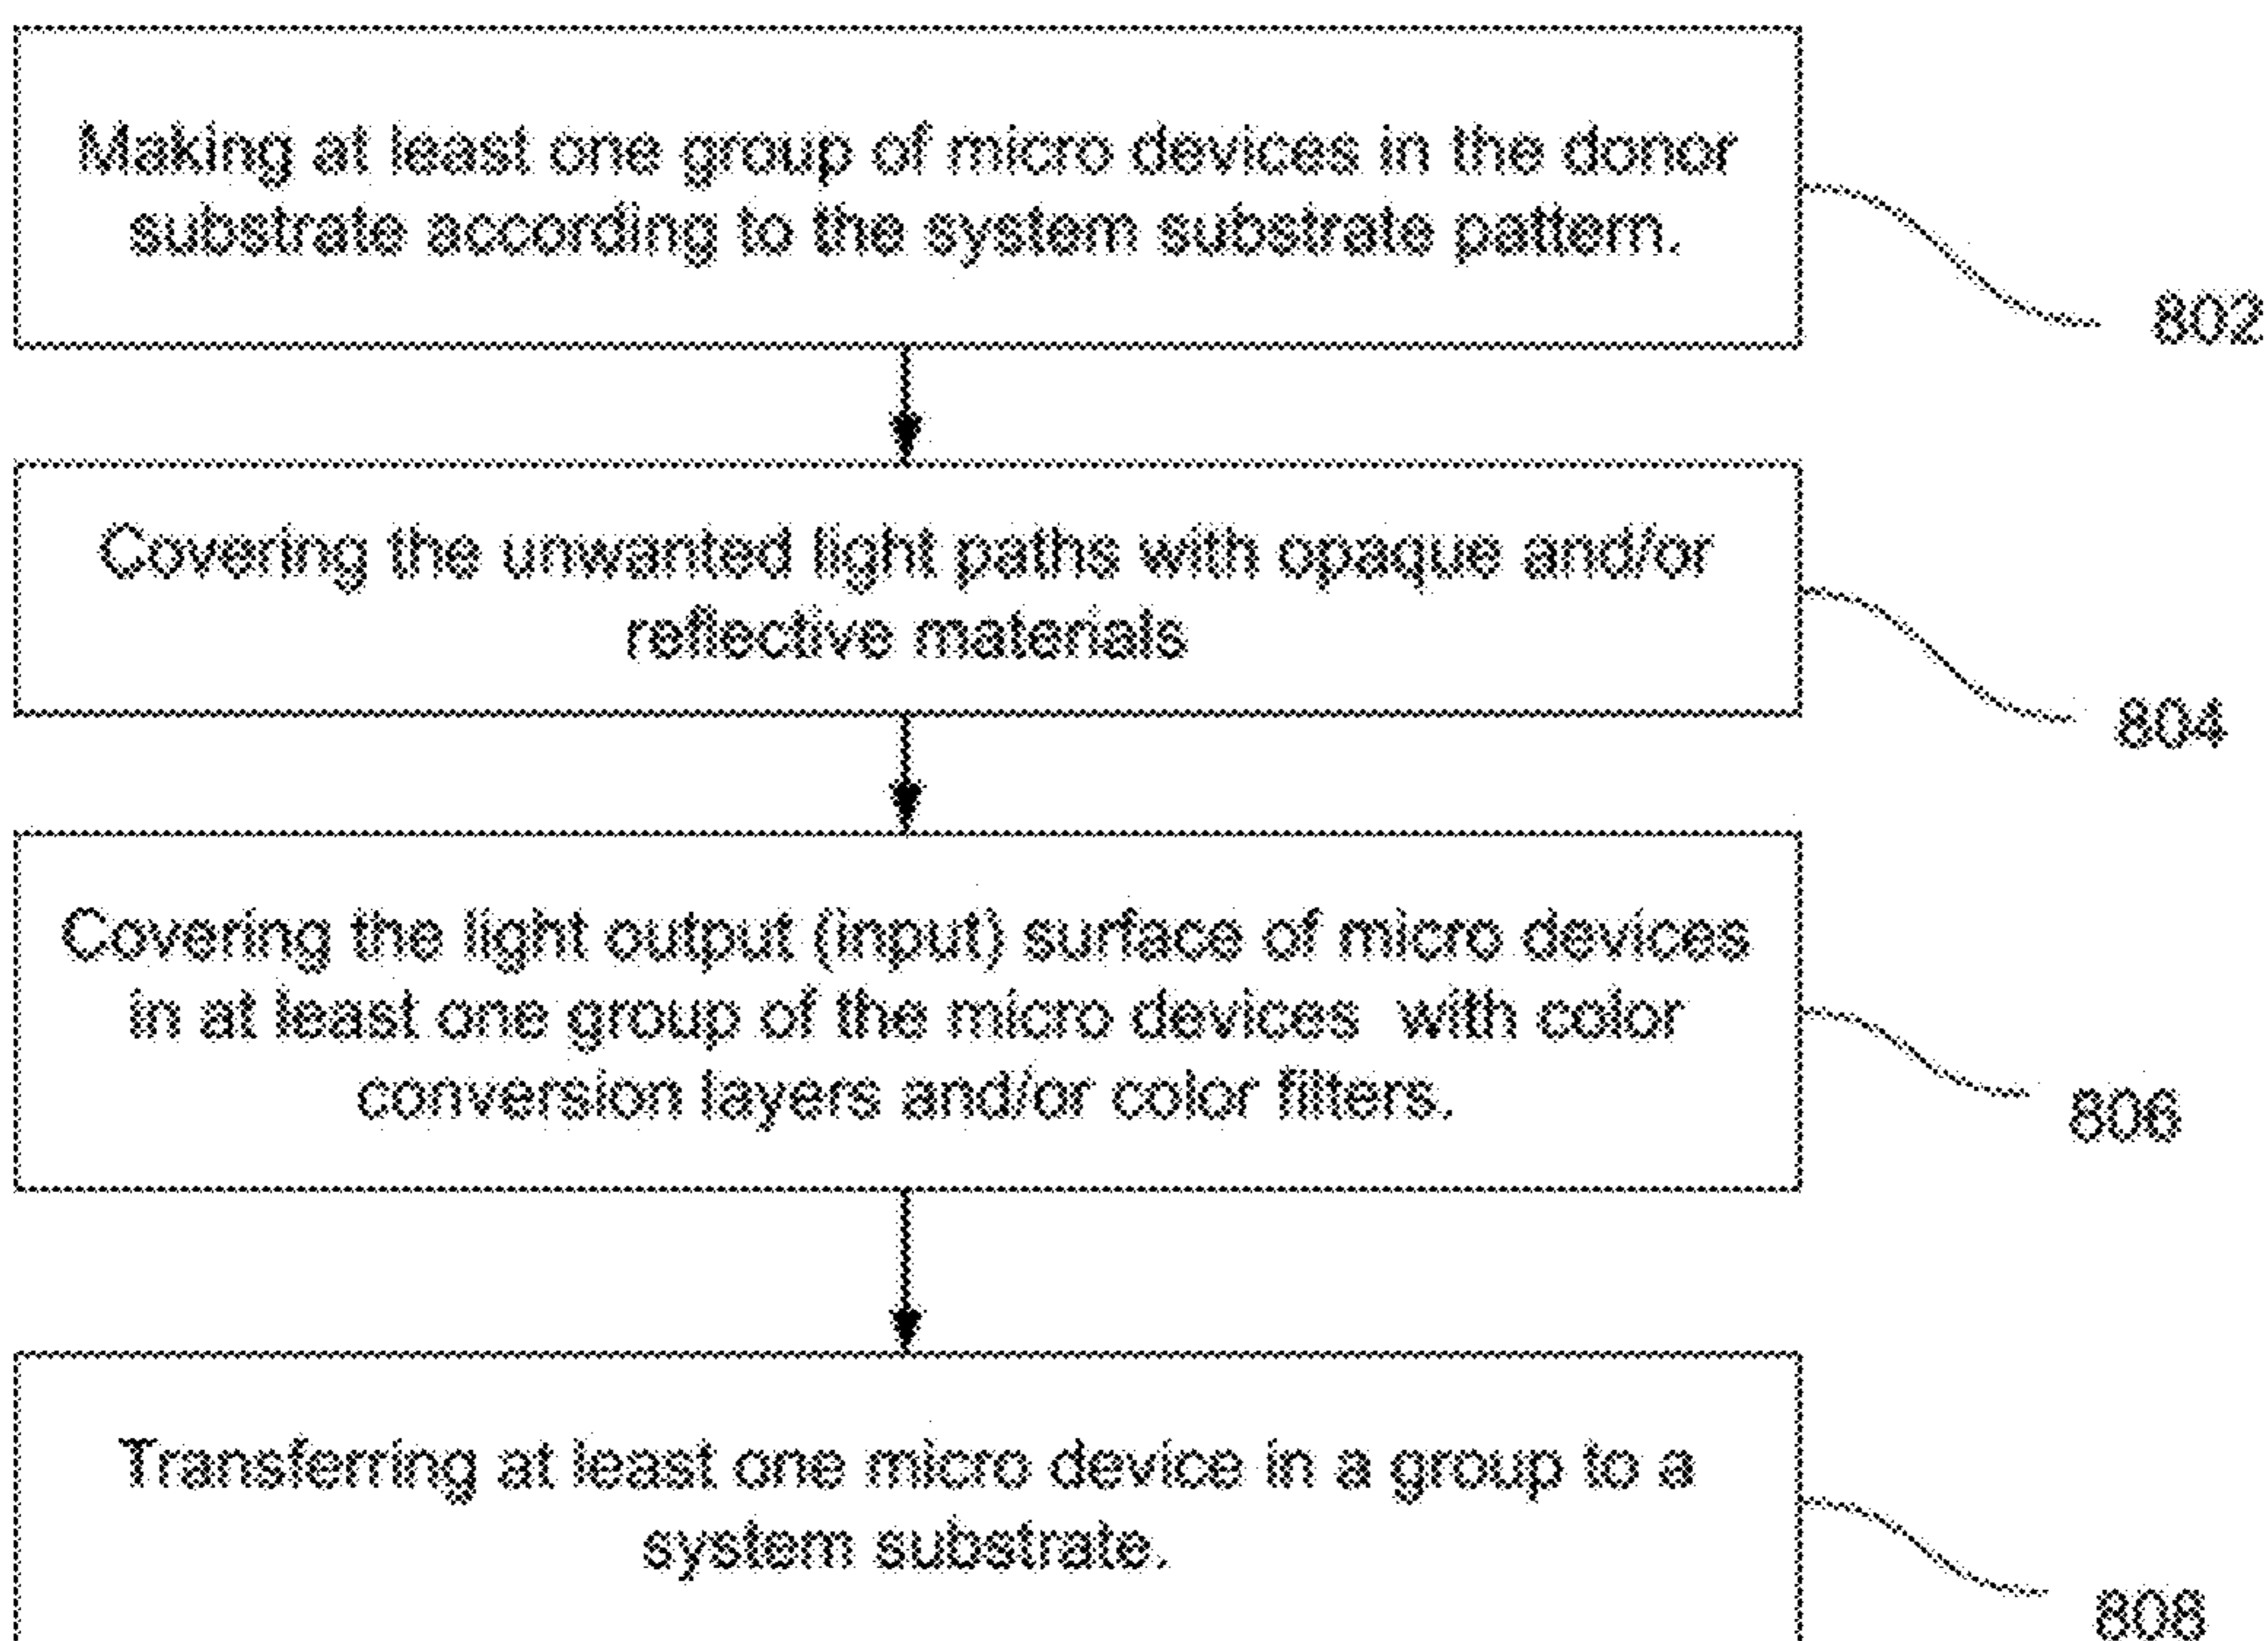 Making at least one group of micro devices in the donor
substrate according to the system substrate pattern.
802
Covering the unwanted light paths with opaque and/or
reflective materials
804
Covering the light output (input) surface of micro devices
in at least one group of the micro devices with color
conversion layers and/or color filters.
806
Transferring at least one micro device in a group to a
system substrate.
808